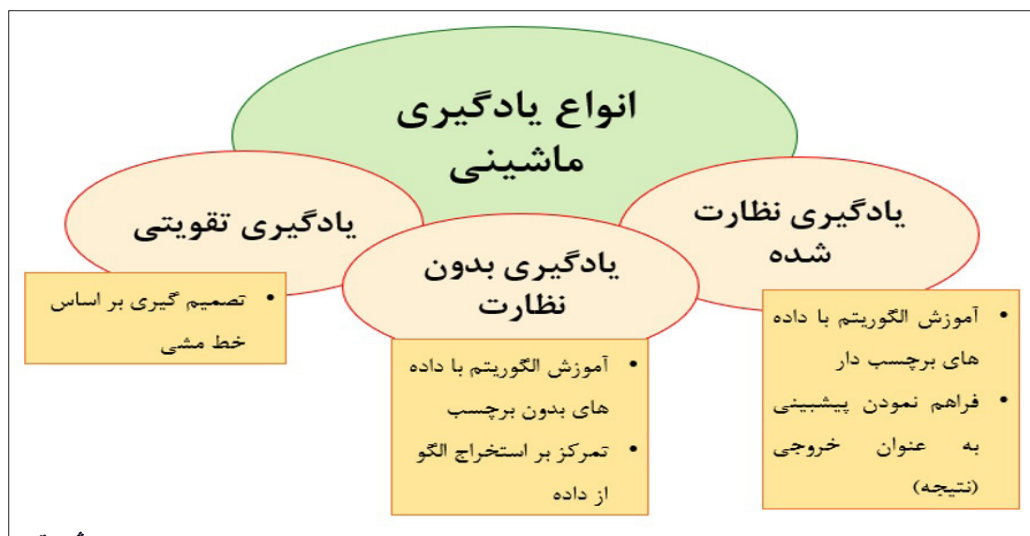 انواع یادگیری
ماشینی
یادگیری نظارت
شده
آموزش الگوریتم با داده
های برچسب دار
فراهم نمودن پیشبینی
به عنوان خروجی
(نتیجه)
یادگیری بدون
نظارت
آموزش الگوریتم با داده
های بدون برچسب
تمرکز بر استخراج الگو
از داده
یادگیری تقویتی
تصمیم گیری بر اساس
خط مشی